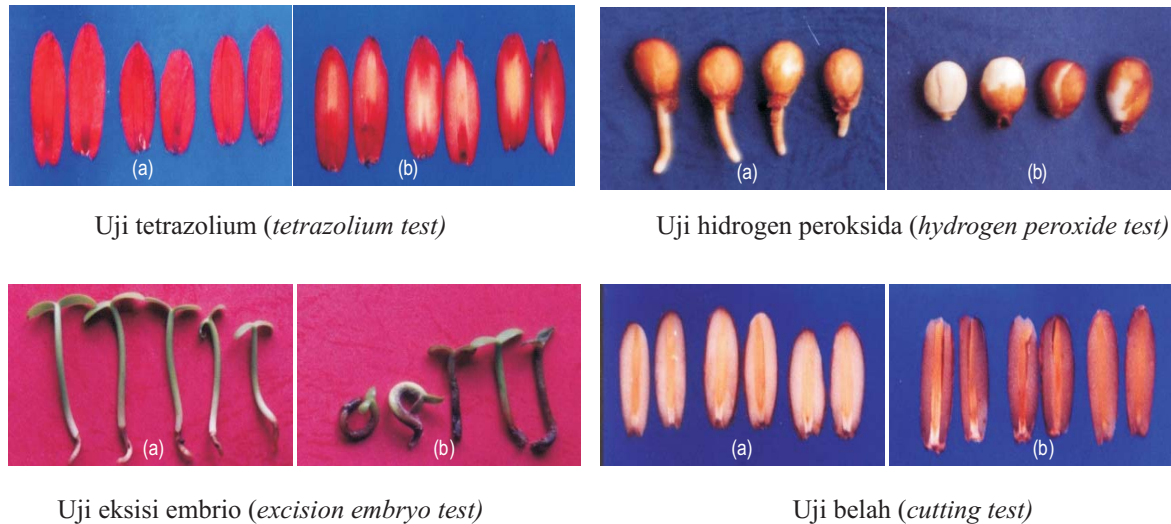 (a)
(b)
(a)
(b)
Uji tetrazolium (tetrazolium test)
Uji hidrogen peroksida (hydrogen peroxide test)
(a)
(b)
(a)
(b)
Uji eksisi embrio (excision embryo test)
Uji belah (cutting test)